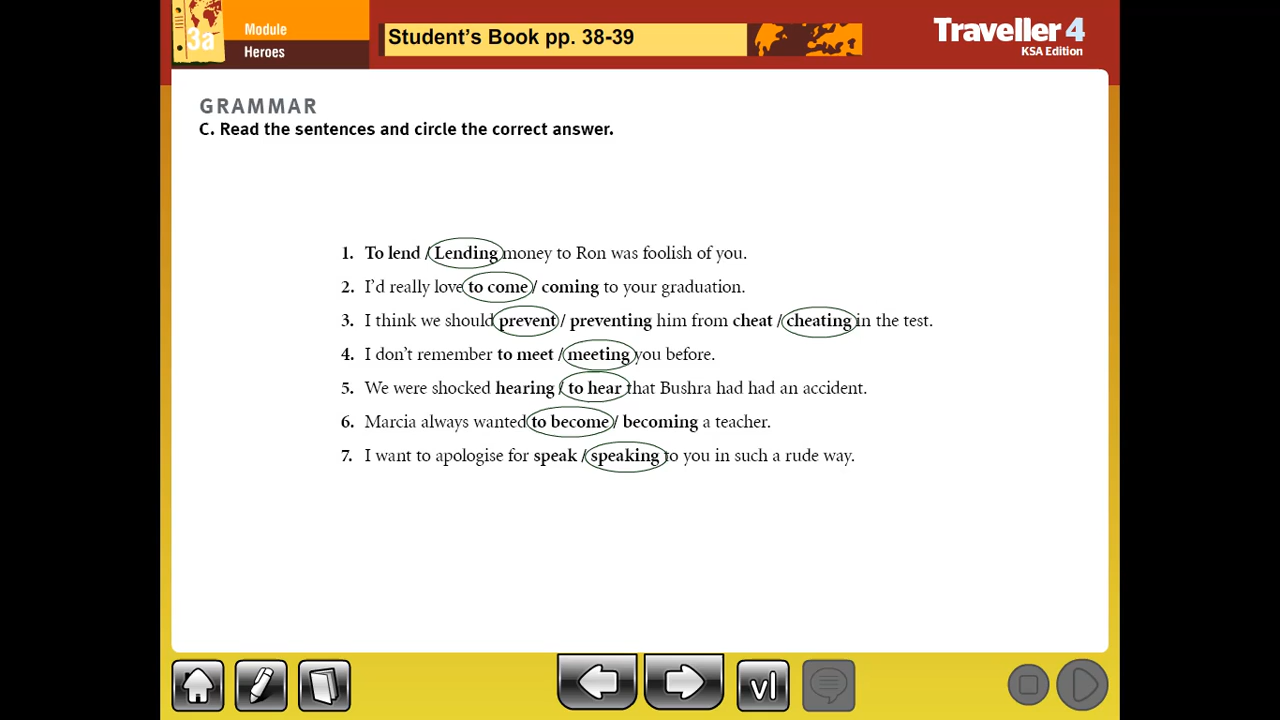 3a
Module
Heroes
Student's Book pp. 38-39
Traveller 4
KSA Edition
GRAMMAR
C. Read the sentences and circle the correct answer.
1. To lend / Lending money to Ron was foolish of you.
2. I'd really love to come / coming to your graduation.
3. I think we should prevent / preventing him from cheat / cheating in the test.
4. I don't remember to meet / meeting you before.
5. We were shocked hearing / to hear that Bushra had had an accident.
6. Marcia always wanted to become / becoming a teacher.
7. I want to apologise for speak / speaking to you in such a rude way.
vl